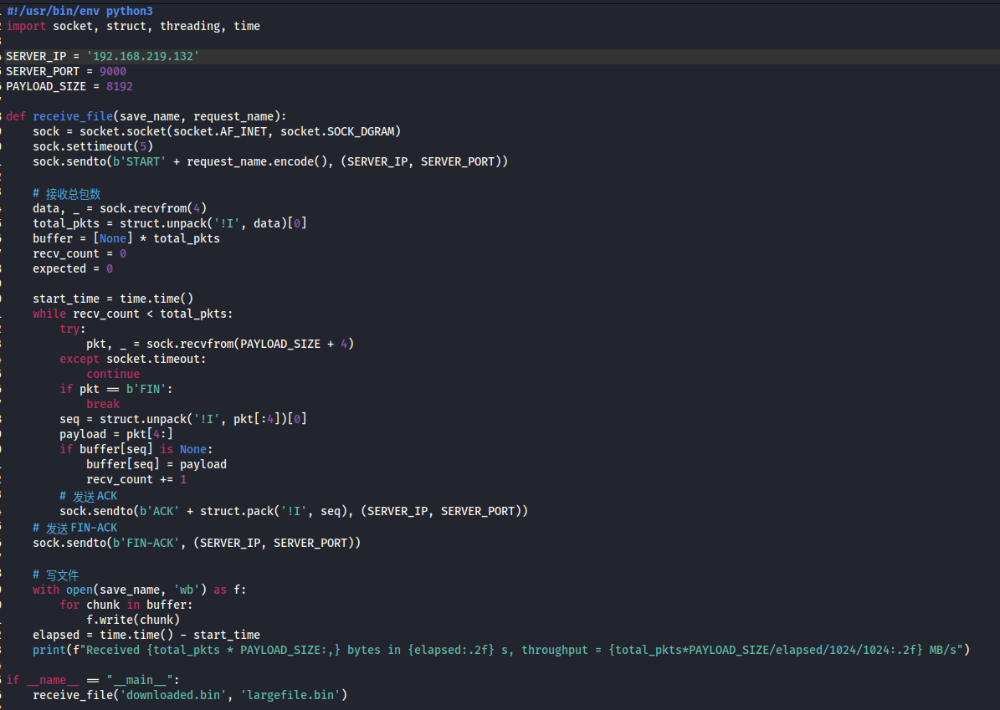 #!/usr/bin/env python3
import socket, struct, threading, time
SERVER_IP = '192.168.219.132'
SERVER_PORT = 9000
PAYLOAD_SIZE = 8192
def receive_file(save_name, request_name):
    sock = socket.socket(socket.AF_INET, socket.SOCK_DGRAM)
    sock.settimeout(5)
    sock.sendto(b'START' + request_name.encode(), (SERVER_IP, SERVER_PORT))
    # 接收总包数
    data, _ = sock.recvfrom(4)
    total_pkts = struct.unpack('!I', data)[0]
    buffer = [None] * total_pkts
    recv_count = 0
    expected = 0
    start_time = time.time()
    while recv_count < total_pkts:
        try:
            pkt, _ = sock.recvfrom(PAYLOAD_SIZE + 4)
        except socket.timeout:
            continue
        if pkt == b'FIN':
            break
        seq = struct.unpack('!I', pkt[:4])[0]
        payload = pkt[4:]
        if buffer[seq] is None:
            buffer[seq] = payload
            recv_count += 1
        # 发送 ACK
        sock.sendto(b'ACK' + struct.pack('!I', seq), (SERVER_IP, SERVER_PORT))
    # 发送 FIN-ACK
    sock.sendto(b'FIN-ACK', (SERVER_IP, SERVER_PORT))
    # 写文件
    with open(save_name, 'wb') as f:
        for chunk in buffer:
            f.write(chunk)
    elapsed = time.time() - start_time
    print(f"Received {total_pkts * PAYLOAD_SIZE:,} bytes in {elapsed:.2f} s, throughput = {total_pkts*PAYLOAD_SIZE/elapsed/1024/1024:.2f} MB/s")
if __name__ == "__main__":
    receive_file('downloaded.bin', 'largefile.bin')